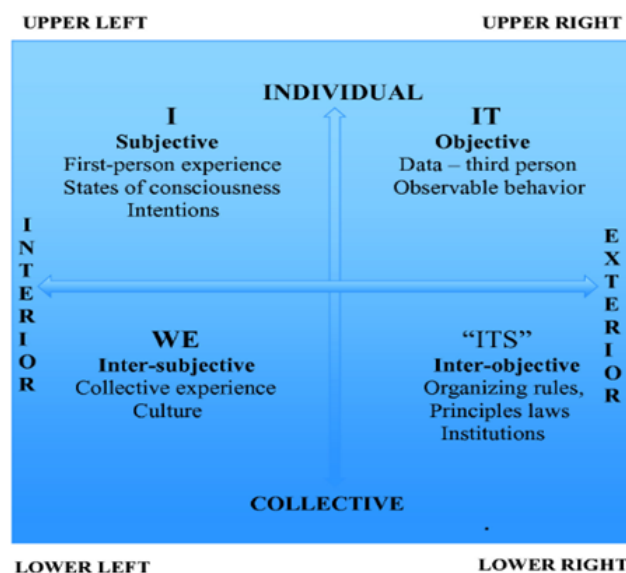 UPPER LEFT
UPPER RIGHT
INDIVIDUAL
I
Subjective
First-person experience
States of consciousness
Intentions
IT
Objective
Data – third person
Observable behavior
INTERIOR
EXTERIOR
WE
Inter-subjective
Collective experience
Culture
“ITS”
Inter-objective
Organizing rules,
Principles laws
Institutions
COLLECTIVE
LOWER LEFT
LOWER RIGHT